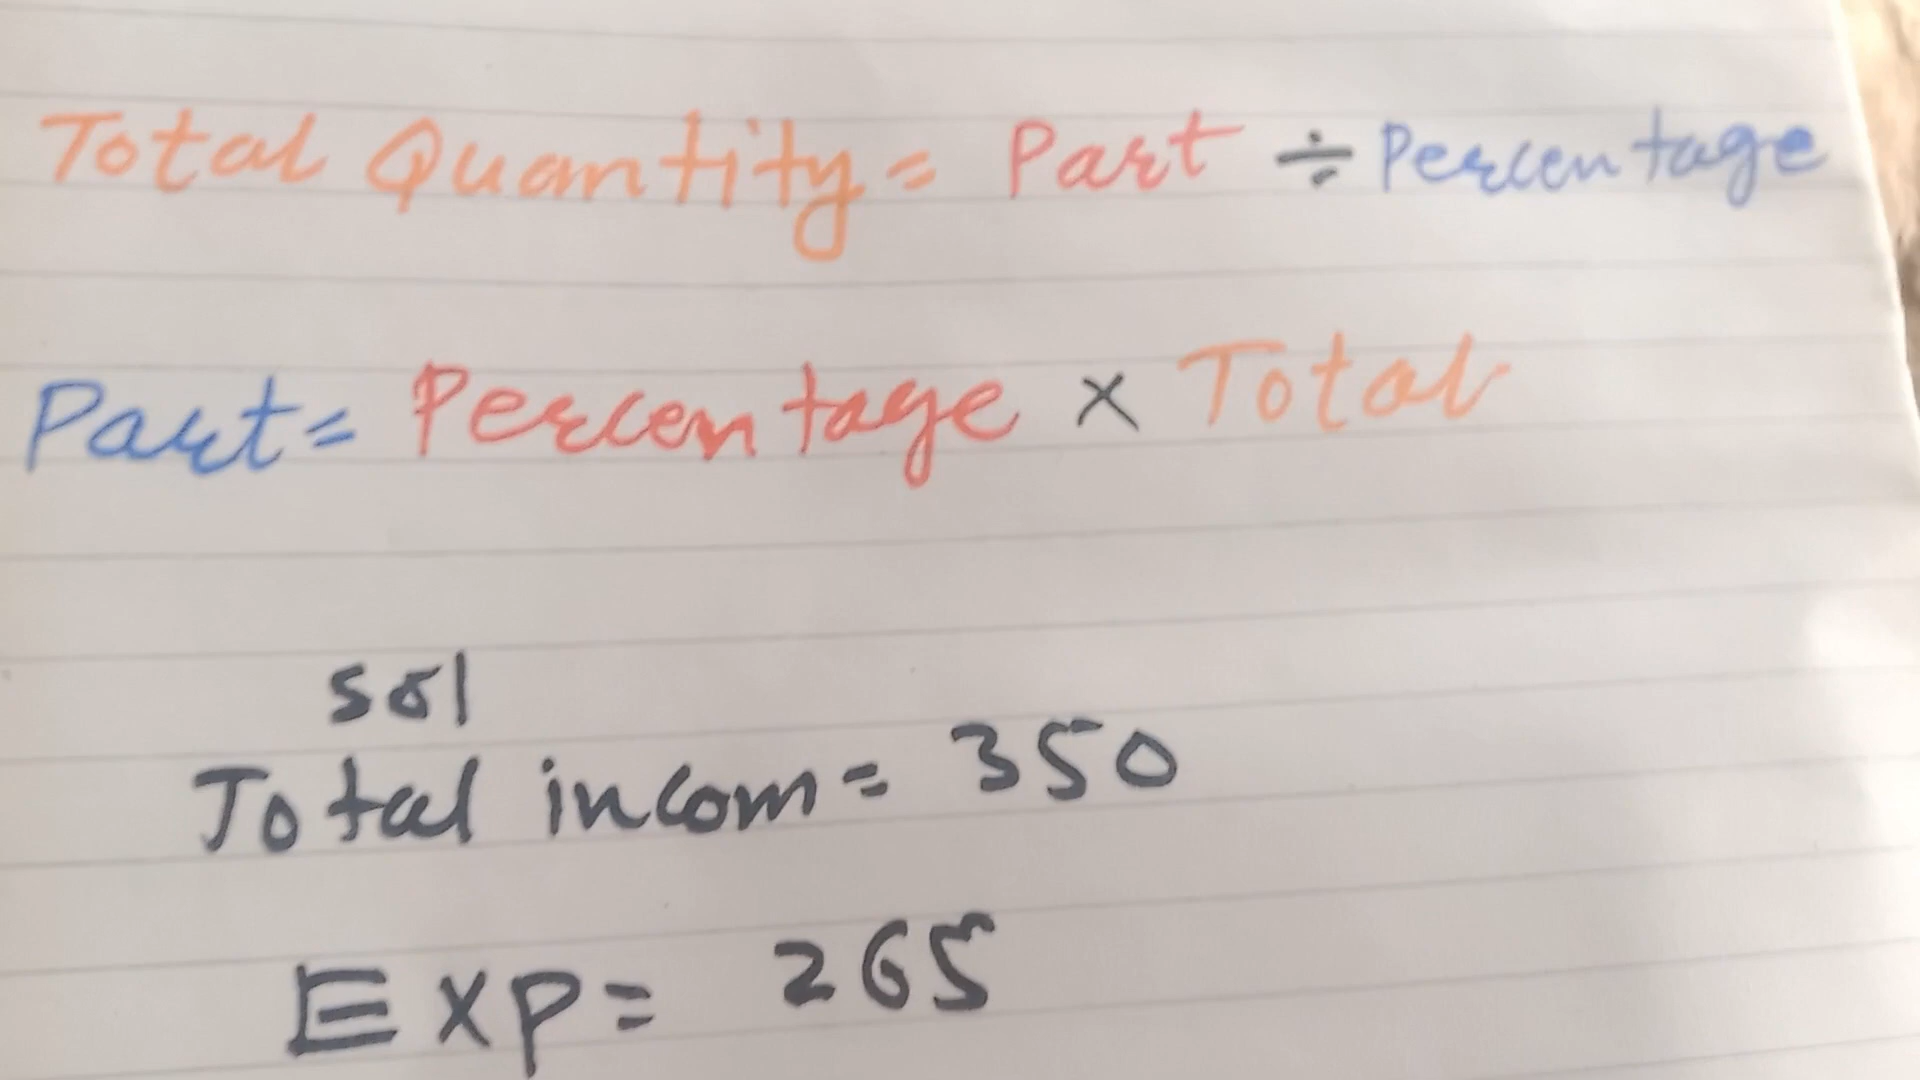 Total Quantity = Part ÷ Percentage
Part = Percentage × Total
Sol
Total incom = 350
Exp = 265